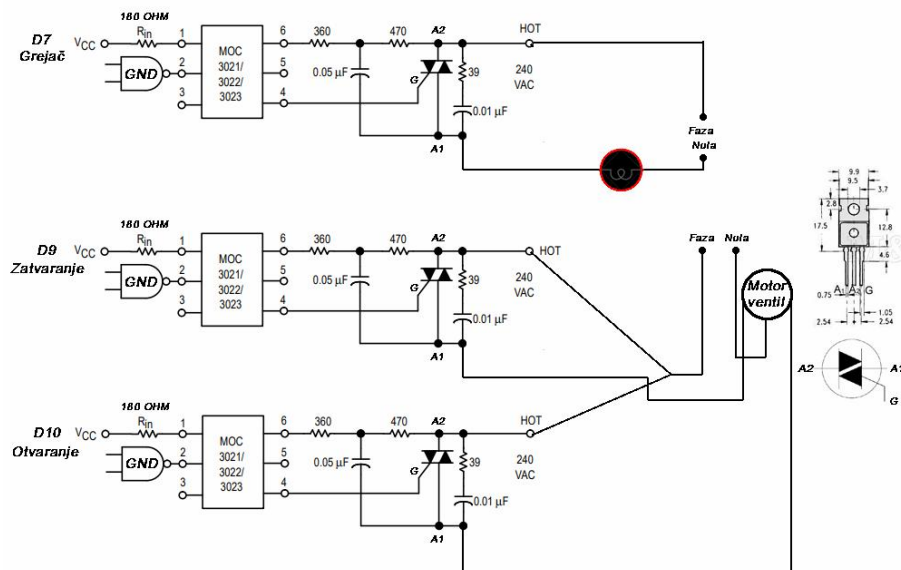 180 OHM
D7
Grejač
VCC
Rin
1
GND
2
3
MOC
3021/
3022/
3023
6
5
4
360
470
0.05 µF
A2
G
39
0.01 µF
A1
HOT
240
VAC
Faza
Nula
9.9
9.5
3.7
2.8
17.5
12.8
4.6
A1 A2 G
0.75
1.05
2.54
2.54
A2
A1
G
180 OHM
D9
Zatvaranje
VCC
Rin
1
GND
2
3
MOC
3021/
3022/
3023
6
5
4
360
470
0.05 µF
A2
G
39
0.01 µF
A1
HOT
240
VAC
Faza Nula
Motor
ventil
180 OHM
D10
Otvaranje
VCC
Rin
1
GND
2
3
MOC
3021/
3022/
3023
6
5
4
360
470
0.05 µF
A2
G
39
0.01 µF
A1
HOT
240
VAC